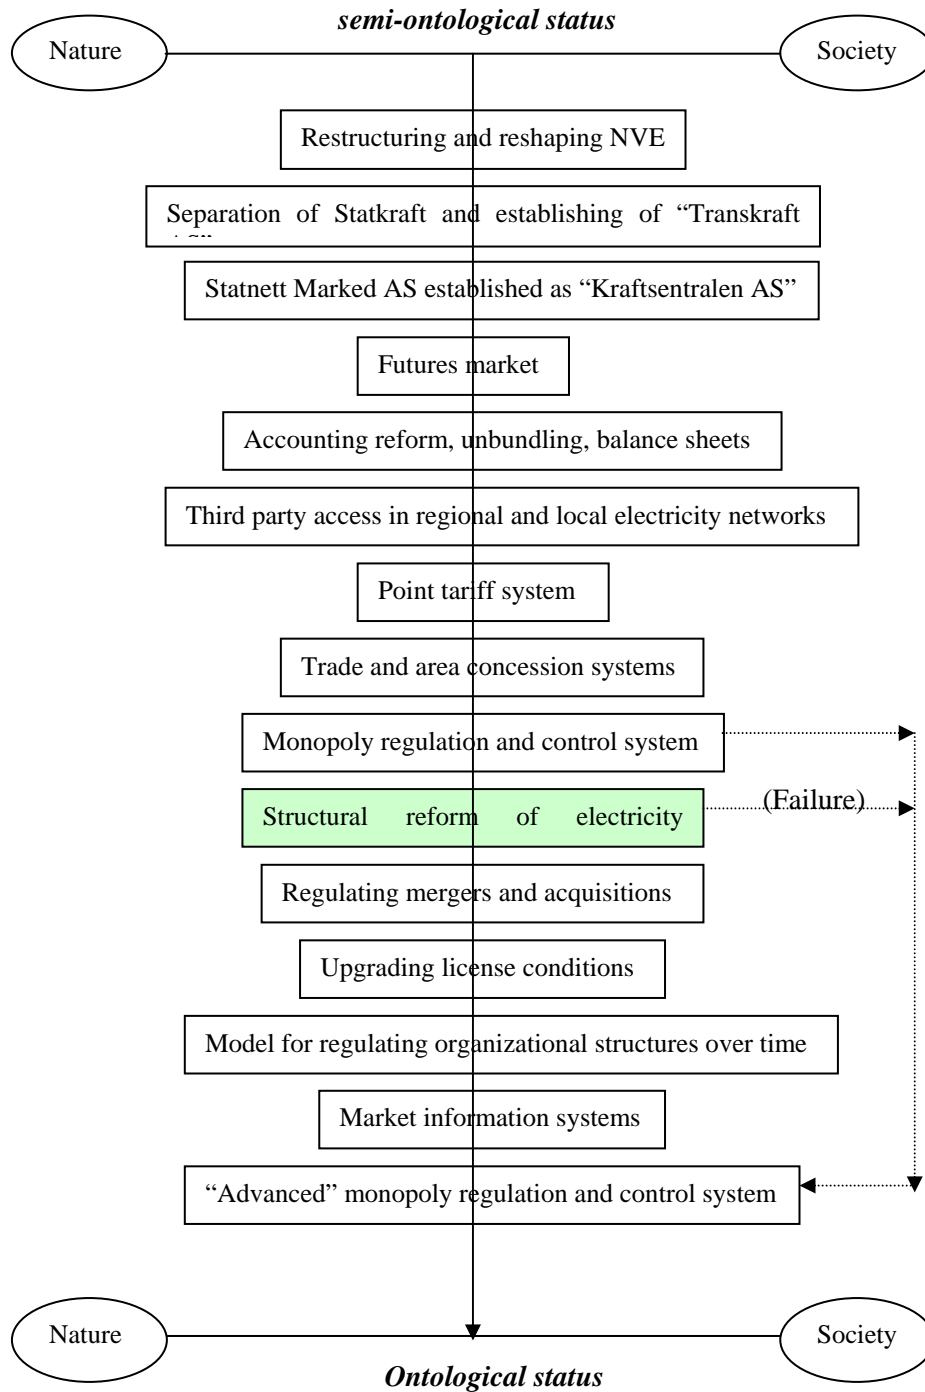 semi-ontological status
Nature
Society
Restructuring and reshaping NVE
Separation of Statkraft and establishing of “Transkraft
Statnett Marked AS established as “Kraftsentralen AS”
Futures market
Accounting reform, unbundling, balance sheets
Third party access in regional and local electricity networks
Point tariff system
Trade and area concession systems
Monopoly regulation and control system
(Failure)
Structural reform of electricity
Regulating mergers and acquisitions
Upgrading license conditions
Model for regulating organizational structures over time
Market information systems
“Advanced” monopoly regulation and control system
Nature
Society
Ontological status